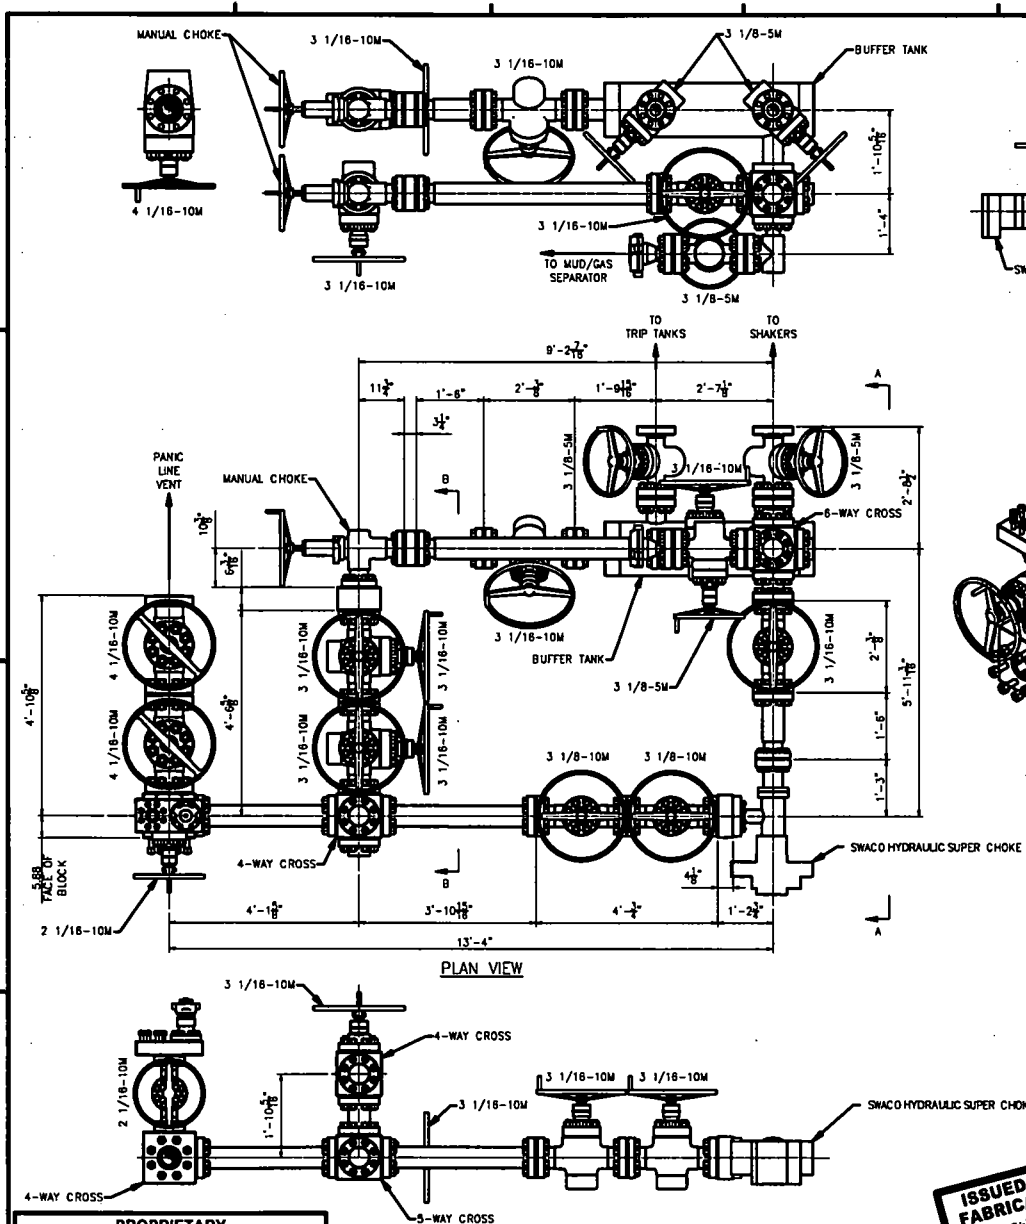 MANUAL CHOKE
3 1/16-10M
3 1/16-10M
3 1/8-5M
BUFFER TANK
4 1/16-10M
3 1/16-10M
3 1/16-10M
TO MUD/GAS
SEPARATOR
3 1/8-5M
1'-10 5/16"
1'-4"
TO
TRIP TANKS
TO
SHAKERS
9'-2 7/16"
11 3/4"
1'-6"
2'-3/8"
1'-9 15/16"
2'-7 1/8"
3 1/4"
A
PANIC
LINE
VENT
MANUAL CHOKE
B
3 1/8-5M
3 1/16-10M
3 1/8-5M
2'-8 1/2"
6-WAY CROSS
10 3/8"
6 3/16"
3 1/16-10M
BUFFER TANK
3 1/8-5M
3 1/16-10M
2'-3/8"
5'-11 3/16"
1'-6"
1'-3"
4 1/16-10M
4 1/16-10M
4'-10 5/8"
4'-6 5/8"
3 1/16-10M
3 1/16-10M
3 1/16-10M
3 1/16-10M
3 1/8-10M
3 1/8-10M
4-WAY CROSS
B
5.88
FACE OF
BLOCK
2 1/16-10M
SWACO HYDRAULIC SUPER CHOKE
4 1/8"
4'-1 5/8"
3'-10 15/16"
4'-3/4"
1'-2 3/4"
A
13'-4"
PLAN VIEW
3 1/16-10M
4-WAY CROSS
2 1/16-10M
1'-10 5/16"
3 1/16-10M
3 1/16-10M
3 1/16-10M
SWACO HYDRAULIC SUPER CHOK
4-WAY CROSS
5-WAY CROSS
PROPRIETARY
ISSUED
FABRICA